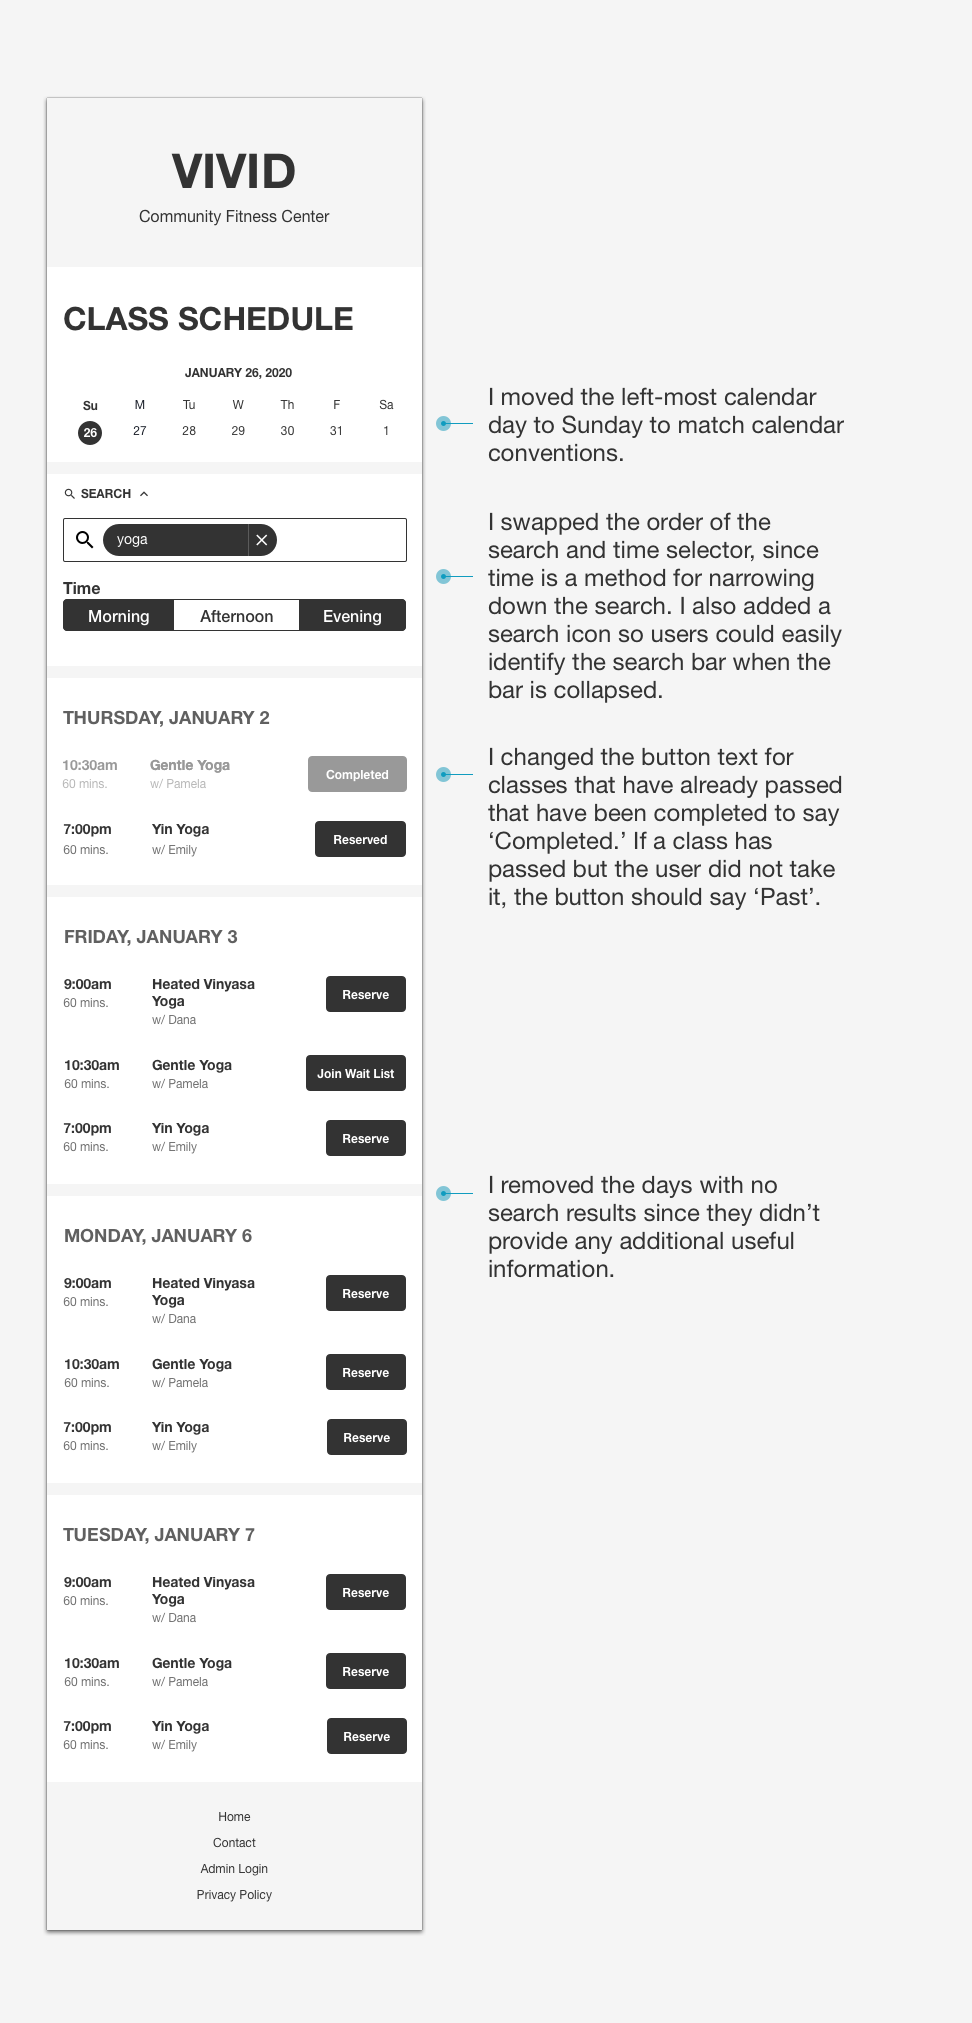 VIVID
Community Fitness Center
CLASS SCHEDULE
JANUARY 26, 2020
Su M Tu W Th F Sa
26 27 28 29 30 31 1
I moved the left-most calendar
day to Sunday to match calendar
conventions.
SEARCH
yoga
Time
Morning Afternoon Evening
I swapped the order of the
search and time selector, since
time is a method for narrowing
down the search. I also added a
search icon so users could easily
identify the search bar when the
bar is collapsed.
THURSDAY, JANUARY 2
10:30am Gentle Yoga Completed
60 mins. w/ Pamela
7:00pm Yin Yoga Reserved
60 mins. w/ Emily
I changed the button text for
classes that have already passed
that have been completed to say
‘Completed.’ If a class has
passed but the user did not take
it, the button should say ‘Past’.
FRIDAY, JANUARY 3
9:00am Heated Vinyasa Reserve
60 mins. Yoga
w/ Dana
10:30am Gentle Yoga Join Wait List
60 mins. w/ Pamela
7:00pm Yin Yoga Reserve
60 mins. w/ Emily
I removed the days with no
search results since they didn’t
provide any additional useful
information.
MONDAY, JANUARY 6
9:00am Heated Vinyasa Reserve
60 mins. Yoga
w/ Dana
10:30am Gentle Yoga Reserve
60 mins. w/ Pamela
7:00pm Yin Yoga Reserve
60 mins. w/ Emily
TUESDAY, JANUARY 7
9:00am Heated Vinyasa Reserve
60 mins. Yoga
w/ Dana
10:30am Gentle Yoga Reserve
60 mins. w/ Pamela
7:00pm Yin Yoga Reserve
60 mins. w/ Emily
Home
Contact
Admin Login
Privacy Policy